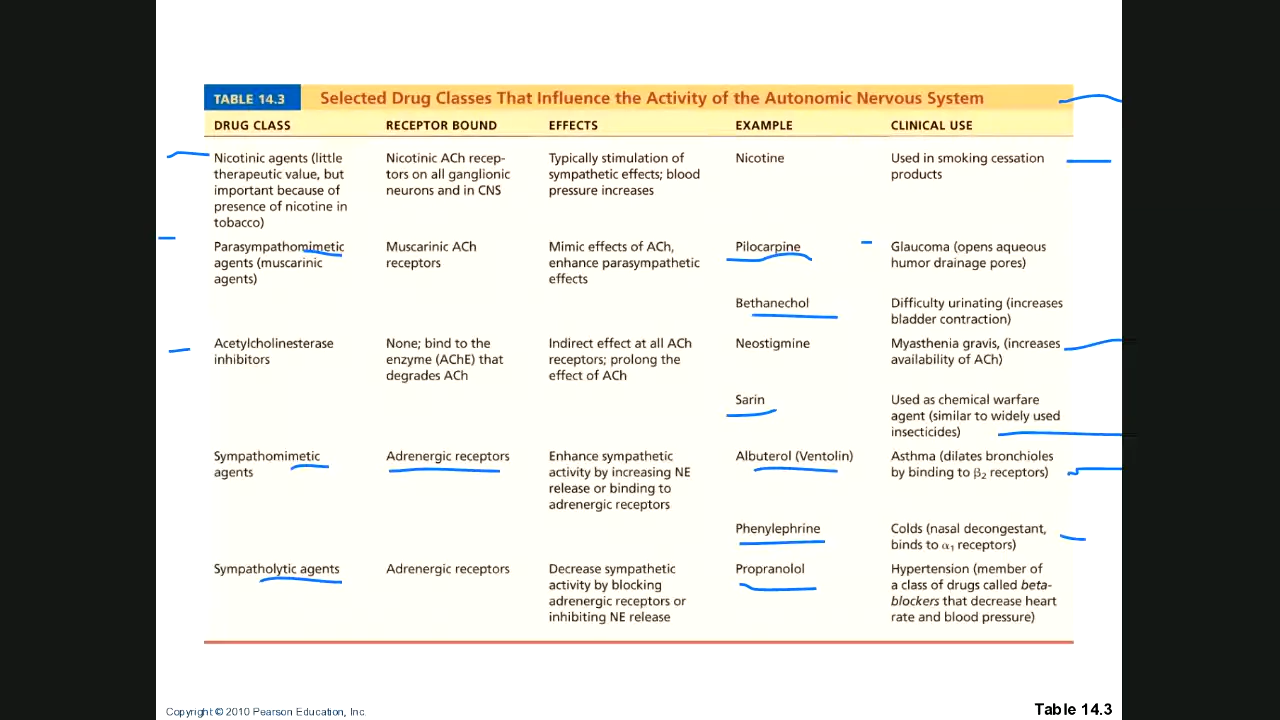 TABLE 14.3 Selected Drug Classes That Influence the Activity of the Autonomic Nervous System
DRUG CLASS RECEPTOR BOUND EFFECTS EXAMPLE CLINICAL USE
Nicotinic agents (little Nicotinic ACh recep- Typically stimulation of Nicotine Used in smoking cessation
therapeutic value, but tors on all ganglionic sympathetic effects; blood products
important because of neurons and in CNS pressure increases
presence of nicotine in
tobacco)
Parasympathomimetic Muscarinic ACh Mimic effects of ACh, Pilocarpine Glaucoma (opens aqueous
agents (muscarinic receptors enhance parasympathetic humor drainage pores)
agents) effects
Bethanechol Difficulty urinating (increases
bladder contraction)
Acetylcholinesterase None; bind to the Indirect effect at all ACh Neostigmine Myasthenia gravis, (increases
inhibitors enzyme (AChE) that receptors; prolong the availability of ACh)
degrades ACh effect of ACh
Sarin Used as chemical warfare
agent (similar to widely used
insecticides)
Sympathomimetic Adrenergic receptors Enhance sympathetic Albuterol (Ventolin) Asthma (dilates bronchioles
agents activity by increasing NE by binding to β₂ receptors)
release or binding to
adrenergic receptors
Phenylephrine Colds (nasal decongestant,
binds to α₁ receptors)
Sympatholytic agents Adrenergic receptors Decrease sympathetic Propranolol Hypertension (member of
activity by blocking a class of drugs called beta-
adrenergic receptors or blockers that decrease heart
inhibiting NE release rate and blood pressure)
Copyright © 2010 Pearson Education, Inc. Table 14.3